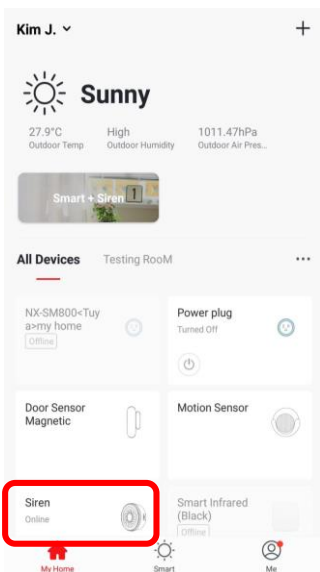 Kim J.
Sunny
27.9°C High 1011.47hPa
Outdoor Temp Outdoor Humidity Outdoor Air Pres...
Smart + Siren
1
All Devices Testing RooM
NX-SM800<Tuy
a>my home
Offline
Power plug
Turned Off
Door Sensor
Magnetic
Motion Sensor
Siren
Online
Smart Infrared
(Black)
Offline
My Home Smart Me